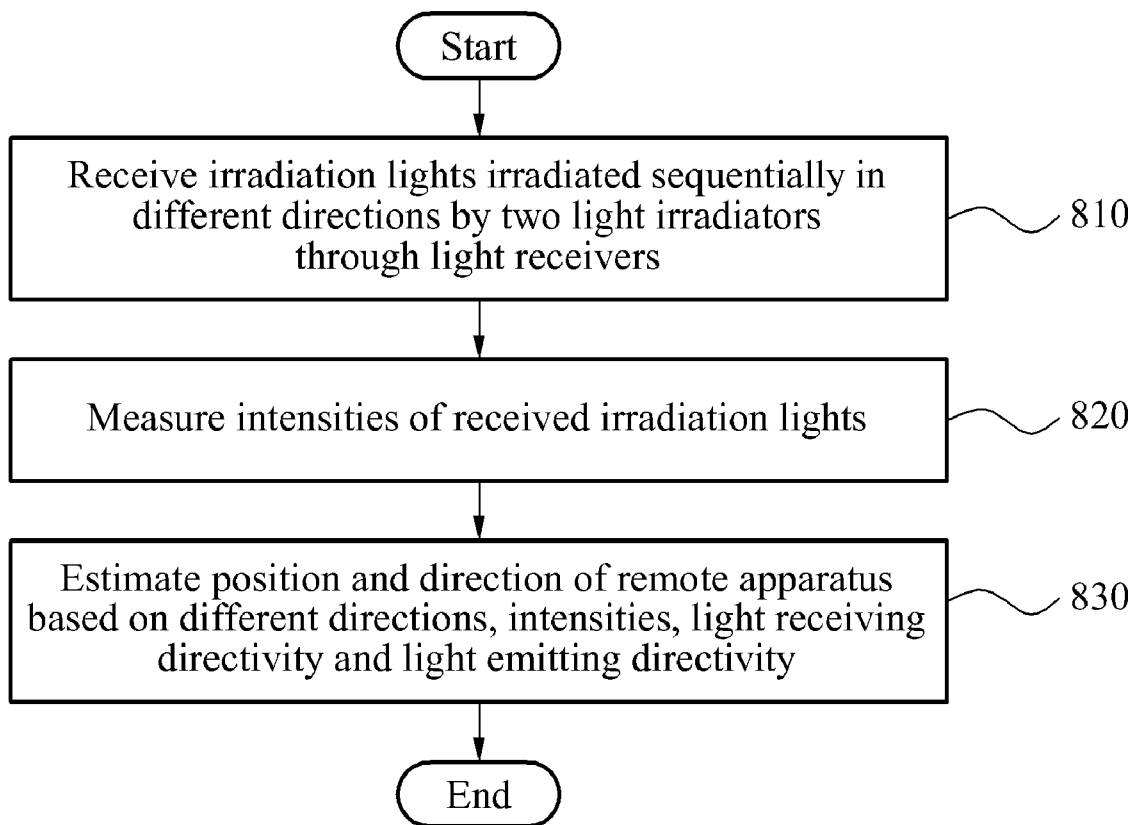 Start
Receive irradiation lights irradiated sequentially in
different directions by two light irradiators
through light receivers
810
Measure intensities of received irradiation lights
820
Estimate position and direction of remote apparatus
based on different directions, intensities, light receiving
directivity and light emitting directivity
830
End